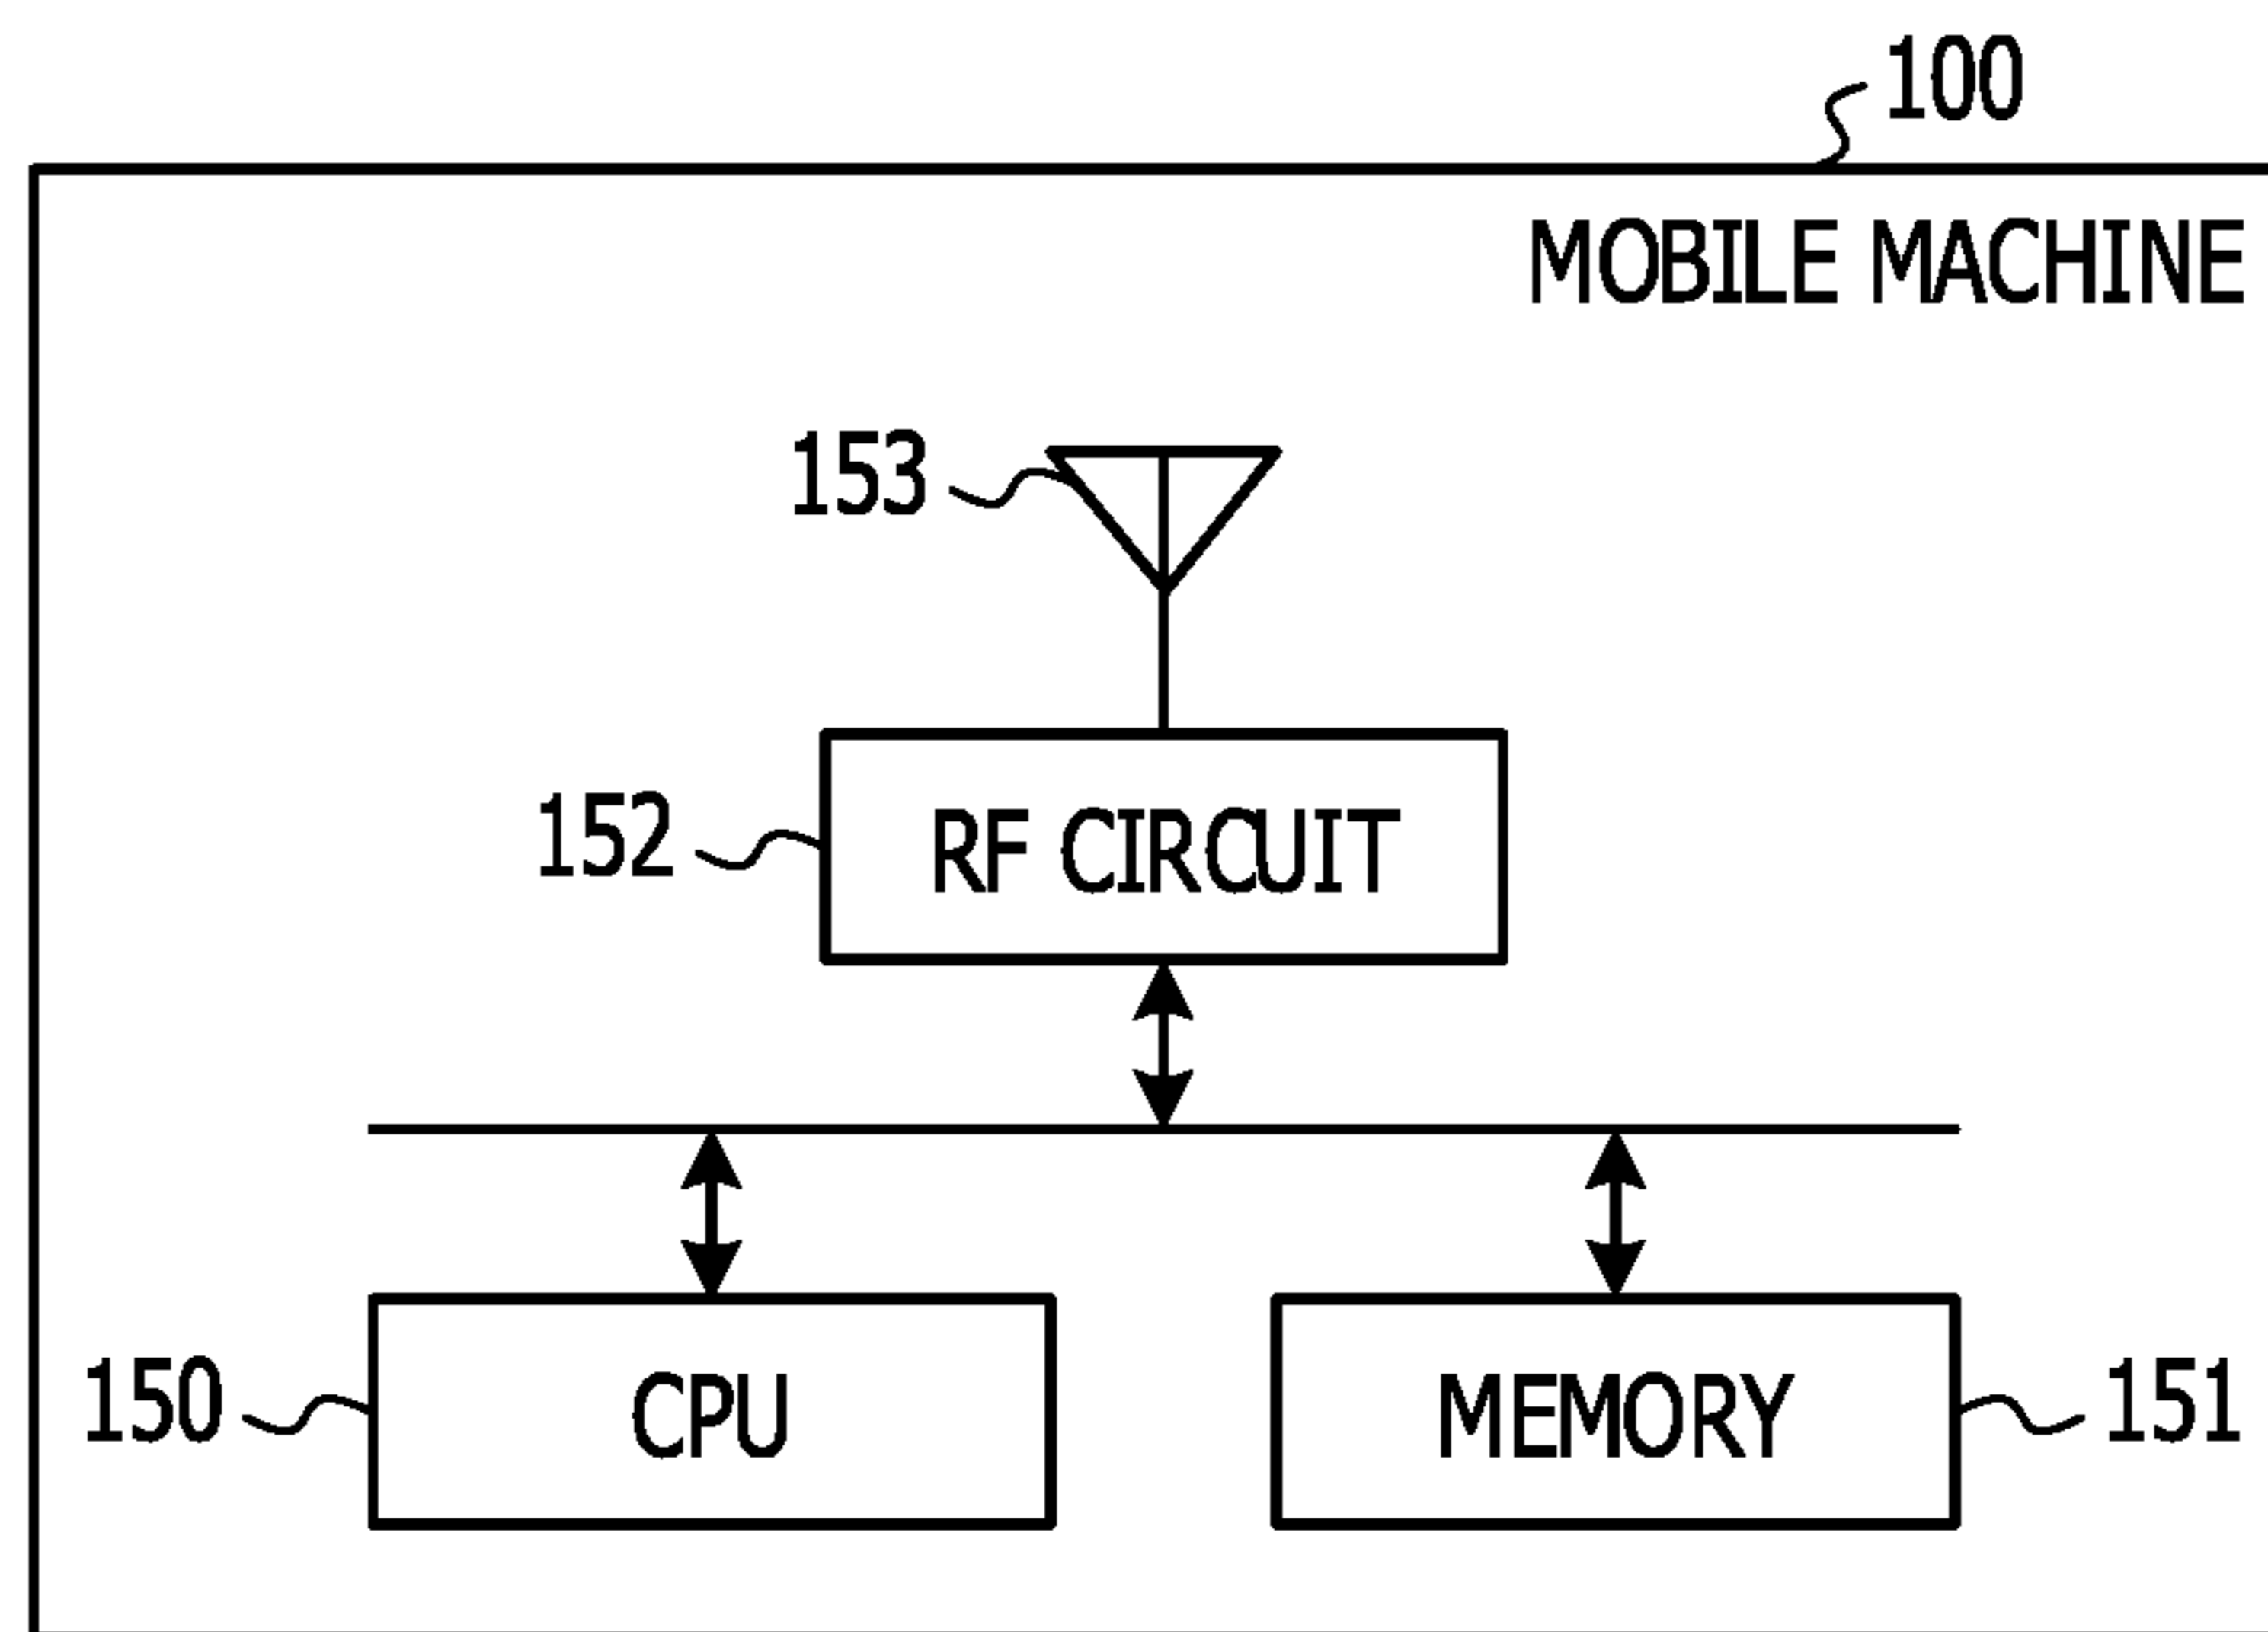 100
MOBILE MACHINE
153
152
RF CIRCUIT
150
CPU
MEMORY
151